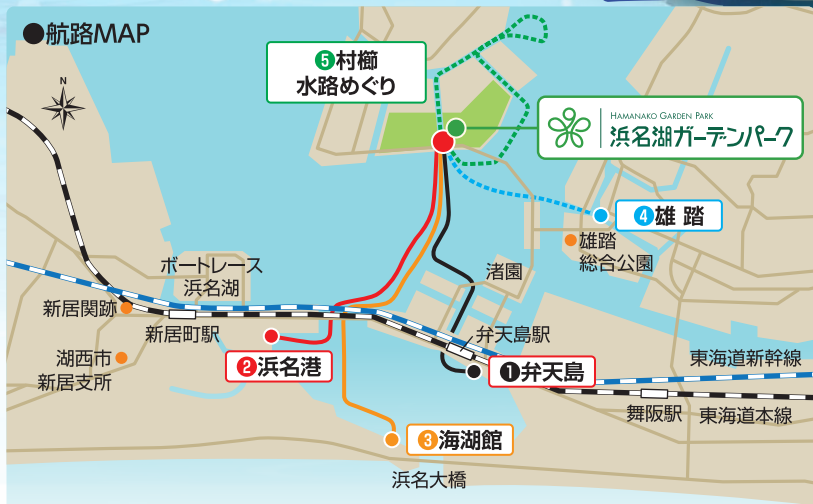 ●航路MAP
N
❺村櫛
水路めぐり
HAMANAKO GARDEN PARK
浜名湖ガーデンパーク
❹雄踏
雄踏
総合公園
ボートレース
浜名湖
渚園
新居関跡
新居町駅
弁天島駅
湖西市
新居支所
❷浜名港
❶弁天島
東海道新幹線
舞阪駅
東海道本線
❸海湖館
浜名大橋